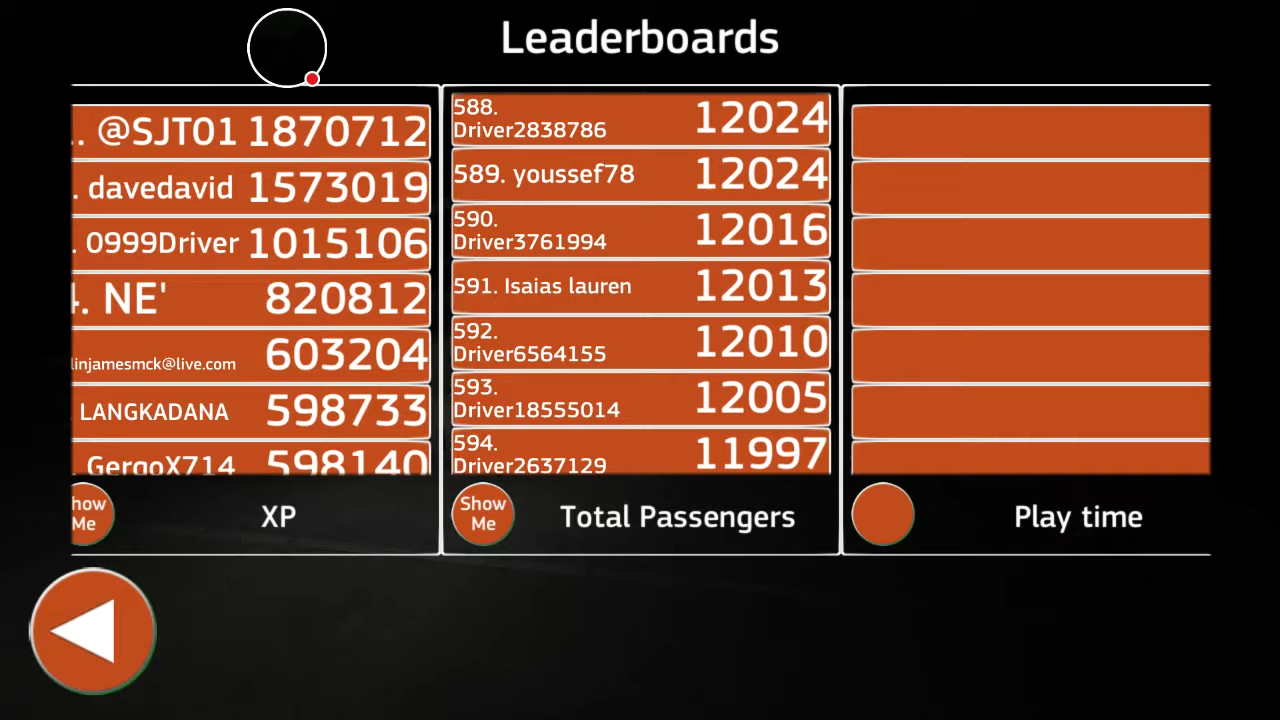 Leaderboards
. @SJT01 1870712
. davedavid 1573019
. 0999Driver 1015106
. NE' 820812
linjamesmck@live.com 603204
LANGKADANA 598733
. GergoX714 598140
Show
Me
XP
588.
Driver2838786 12024
589. youssef78 12024
590.
Driver3761994 12016
591. Isaias lauren 12013
592.
Driver6564155 12010
593.
Driver18555014 12005
594.
Driver2637129 11997
Show
Me
Total Passengers
Play time